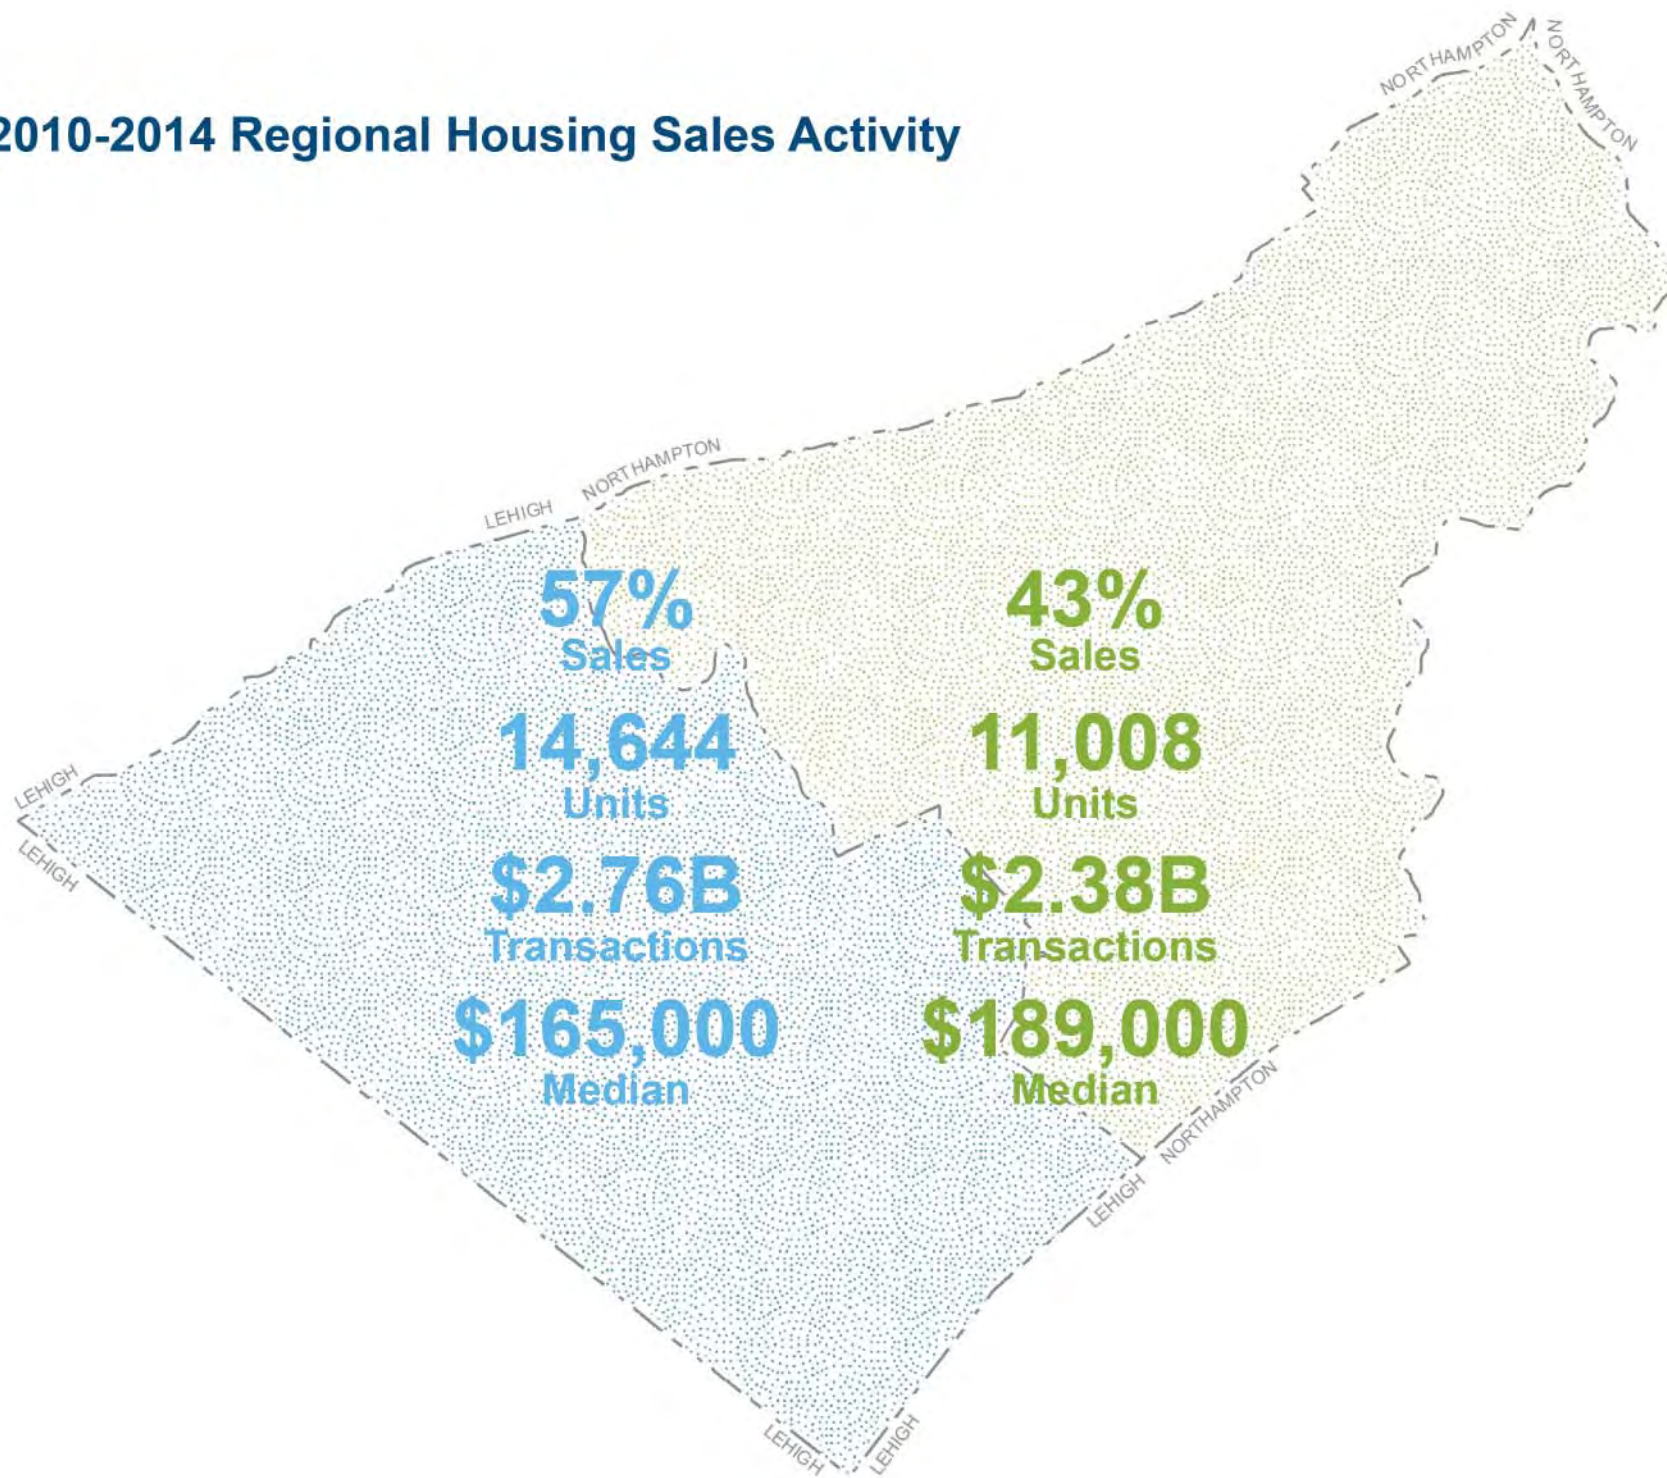 2010-2014 Regional Housing Sales Activity
NORTHAMPTON
NORTHAMPTON
NORTHAMPTON
LEHIGH
57%
Sales
14,644
Units
$2.76B
Transactions
$165,000
Median
43%
Sales
11,008
Units
$2.38B
Transactions
$189,000
Median
LEHIGH
LEHIGH
NORTHAMPTON
LEHIGH
LEHIGH
LEHIGH